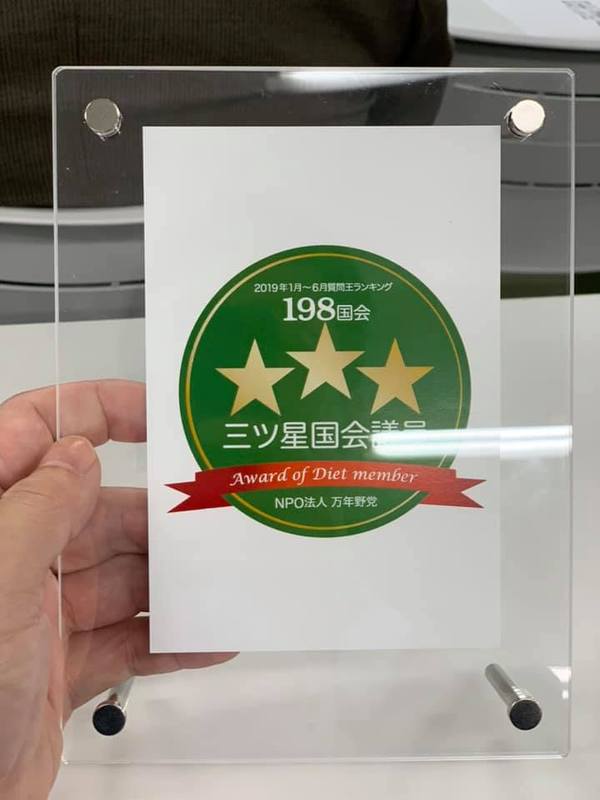 2019年1月〜6月質問王ランキング
198国会
三ツ星国会議員
Award of Diet member
NPO法人 万年野党